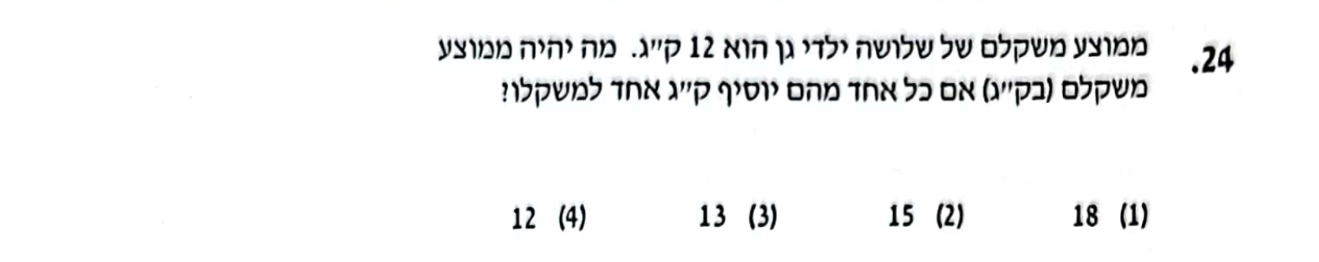 24. ממוצע משקלם של שלושה ילדי גן הוא 12 ק״ג. מה יהיה ממוצע
משקלם (בק״ג) אם כל אחד מהם יוסיף ק״ג אחד למשקלו?
(1) 18 (2) 15 (3) 13 (4) 12